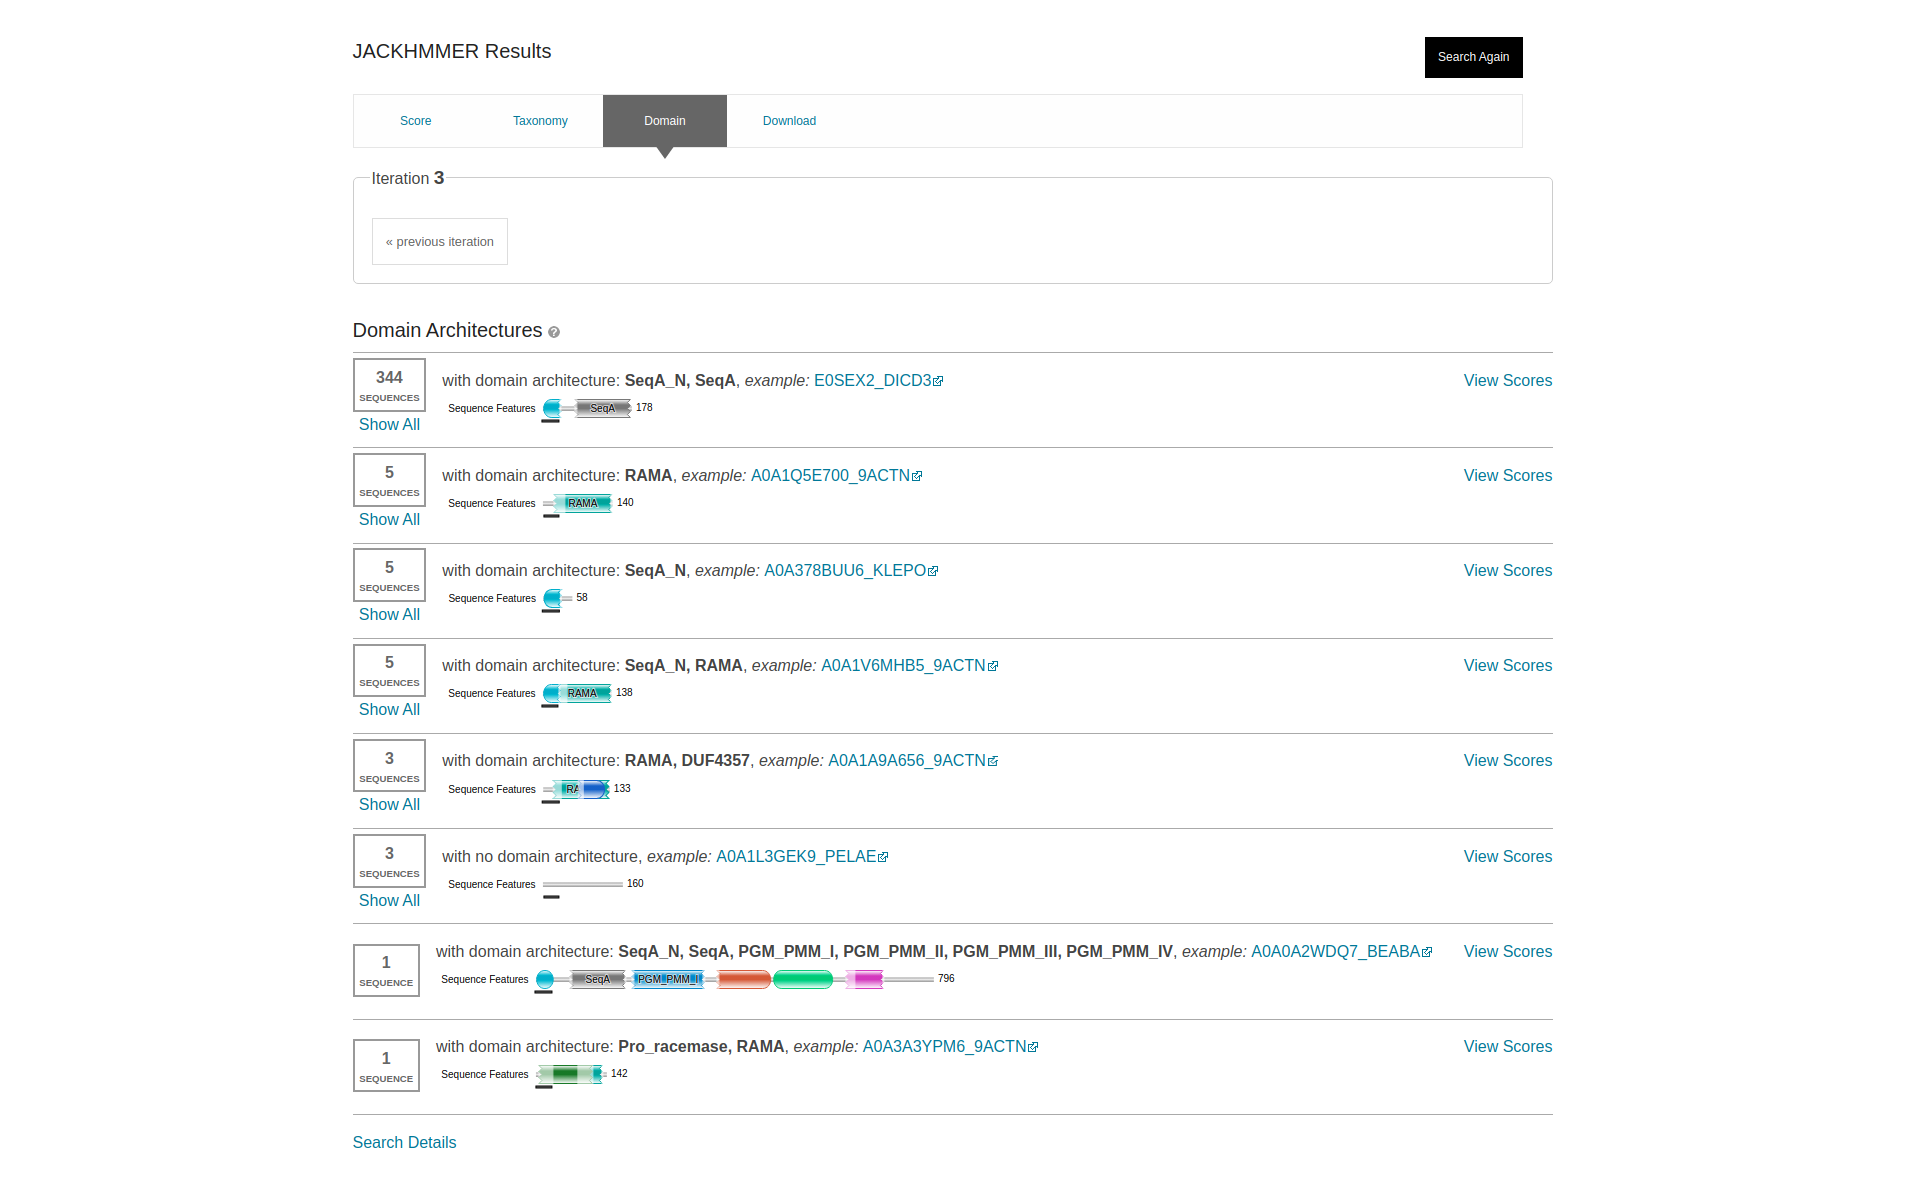 JACKHMMER Results
Search Again
Score Taxonomy Domain Download
Iteration 3
« previous iteration
Domain Architectures ?
344 SEQUENCES
with domain architecture: SeqA_N, SeqA, example: E0SEX2_DICD3 View Scores
Sequence Features SeqA 178
Show All
5 SEQUENCES
with domain architecture: RAMA, example: A0A1Q5E700_9ACTN View Scores
Sequence Features RAMA 140
Show All
5 SEQUENCES
with domain architecture: SeqA_N, example: A0A378BUU6_KLEPO View Scores
Sequence Features 58
Show All
5 SEQUENCES
with domain architecture: SeqA_N, RAMA, example: A0A1V6MHB5_9ACTN View Scores
Sequence Features RAMA 138
Show All
3 SEQUENCES
with domain architecture: RAMA, DUF4357, example: A0A1A9A656_9ACTN View Scores
Sequence Features RA 133
Show All
3 SEQUENCES
with no domain architecture, example: A0A1L3GEK9_PELAE View Scores
Sequence Features 160
Show All
1 SEQUENCE
with domain architecture: SeqA_N, SeqA, PGM_PMM_I, PGM_PMM_II, PGM_PMM_III, PGM_PMM_IV, example: A0A0A2WDQ7_BEABA View Scores
Sequence Features SeqA PGM_PMM_I 796
1 SEQUENCE
with domain architecture: Pro_racemase, RAMA, example: A0A3A3YPM6_9ACTN View Scores
Sequence Features 142
Search Details